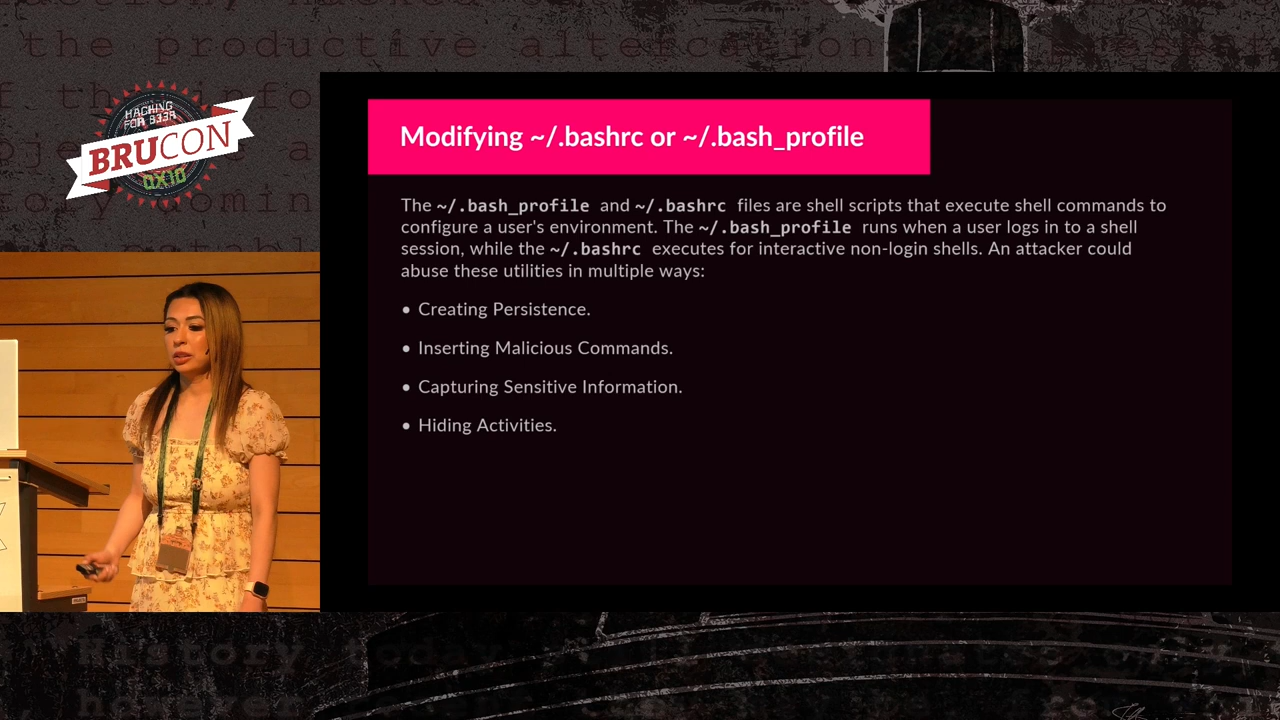 the productive altercation
HACKING
FOR B33R
BRUCON
0X10
Modifying ~/.bashrc or ~/.bash_profile
The ~/.bash_profile and ~/.bashrc files are shell scripts that execute shell commands to
configure a user's environment. The ~/.bash_profile runs when a user logs in to a shell
session, while the ~/.bashrc executes for interactive non-login shells. An attacker could
abuse these utilities in multiple ways:
• Creating Persistence.
• Inserting Malicious Commands.
• Capturing Sensitive Information.
• Hiding Activities.
History today
however